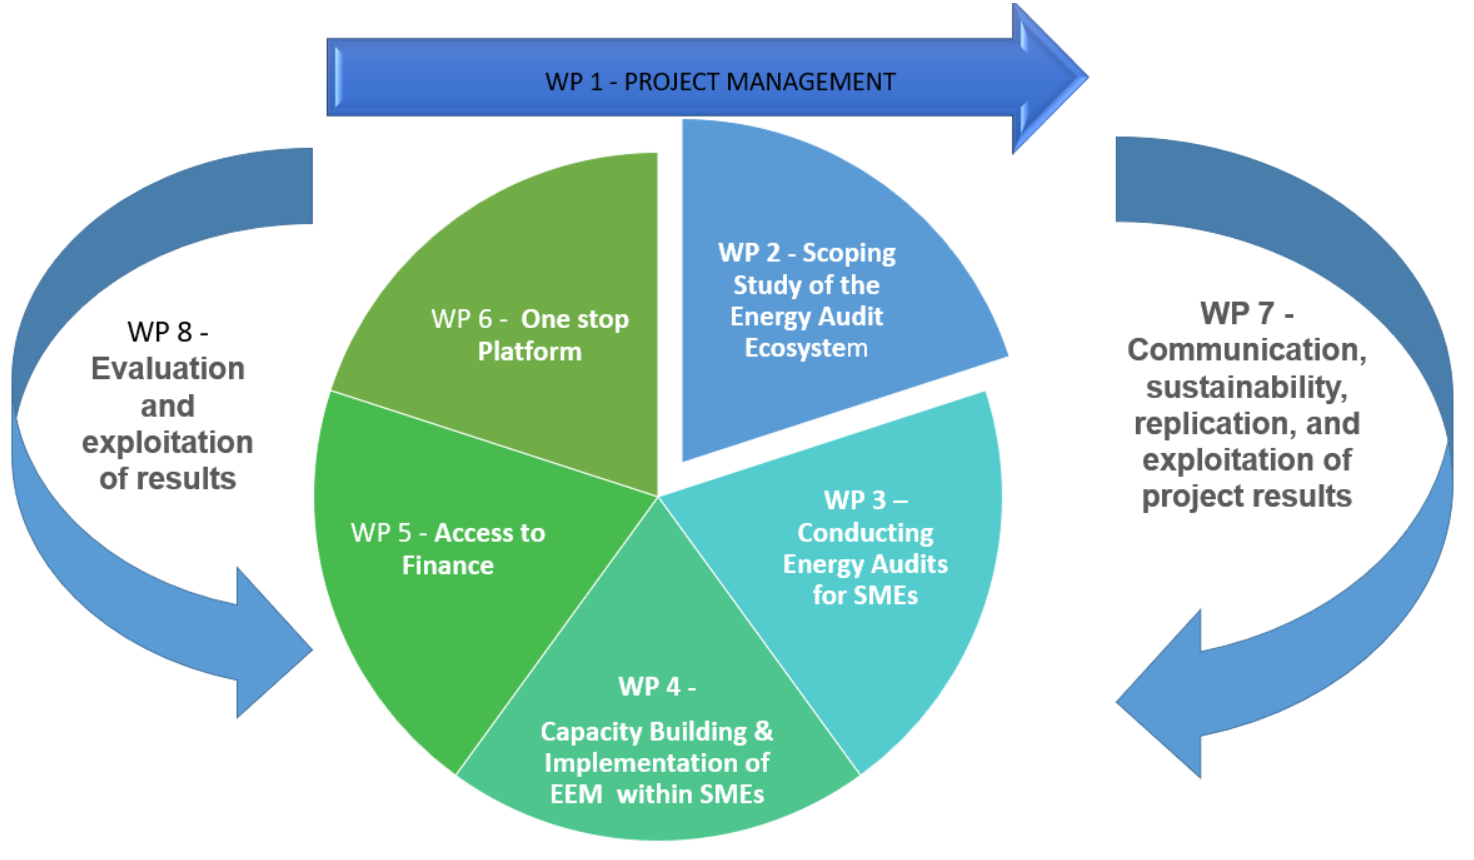 WP 1 - PROJECT MANAGEMENT
WP 2 - Scoping
Study of the
Energy Audit
Ecosystem
WP 3 –
Conducting
Energy Audits
for SMEs
WP 4 -
Capacity Building &
Implementation of
EEM within SMEs
WP 5 - Access to
Finance
WP 6 - One stop
Platform
WP 7 -
Communication,
sustainability,
replication, and
exploitation of
project results
WP 8 -
Evaluation
and
exploitation
of results